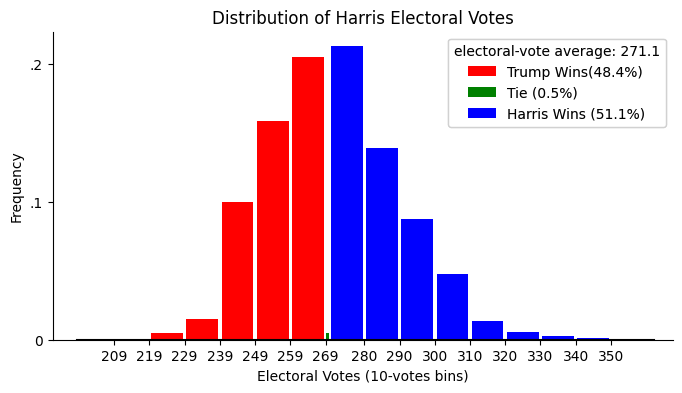 Distribution of Harris Electoral Votes
electoral-vote average: 271.1
Trump Wins(48.4%)
Tie (0.5%)
Harris Wins (51.1%)
Frequency
.2
.1
0
209 219 229 239 249 259 269 280 290 300 310 320 330 340 350
Electoral Votes (10-votes bins)